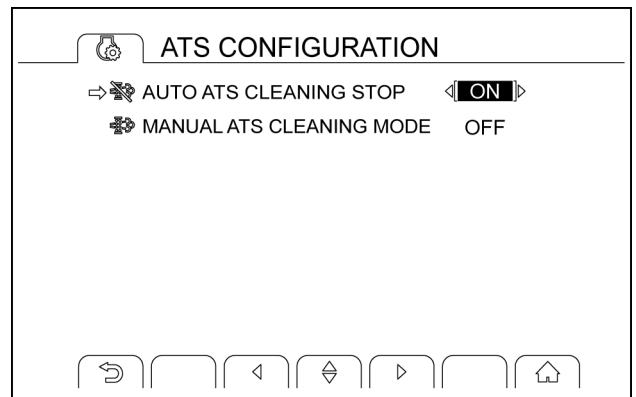 ATS CONFIGURATION
AUTO ATS CLEANING STOP ON
MANUAL ATS CLEANING MODE OFF